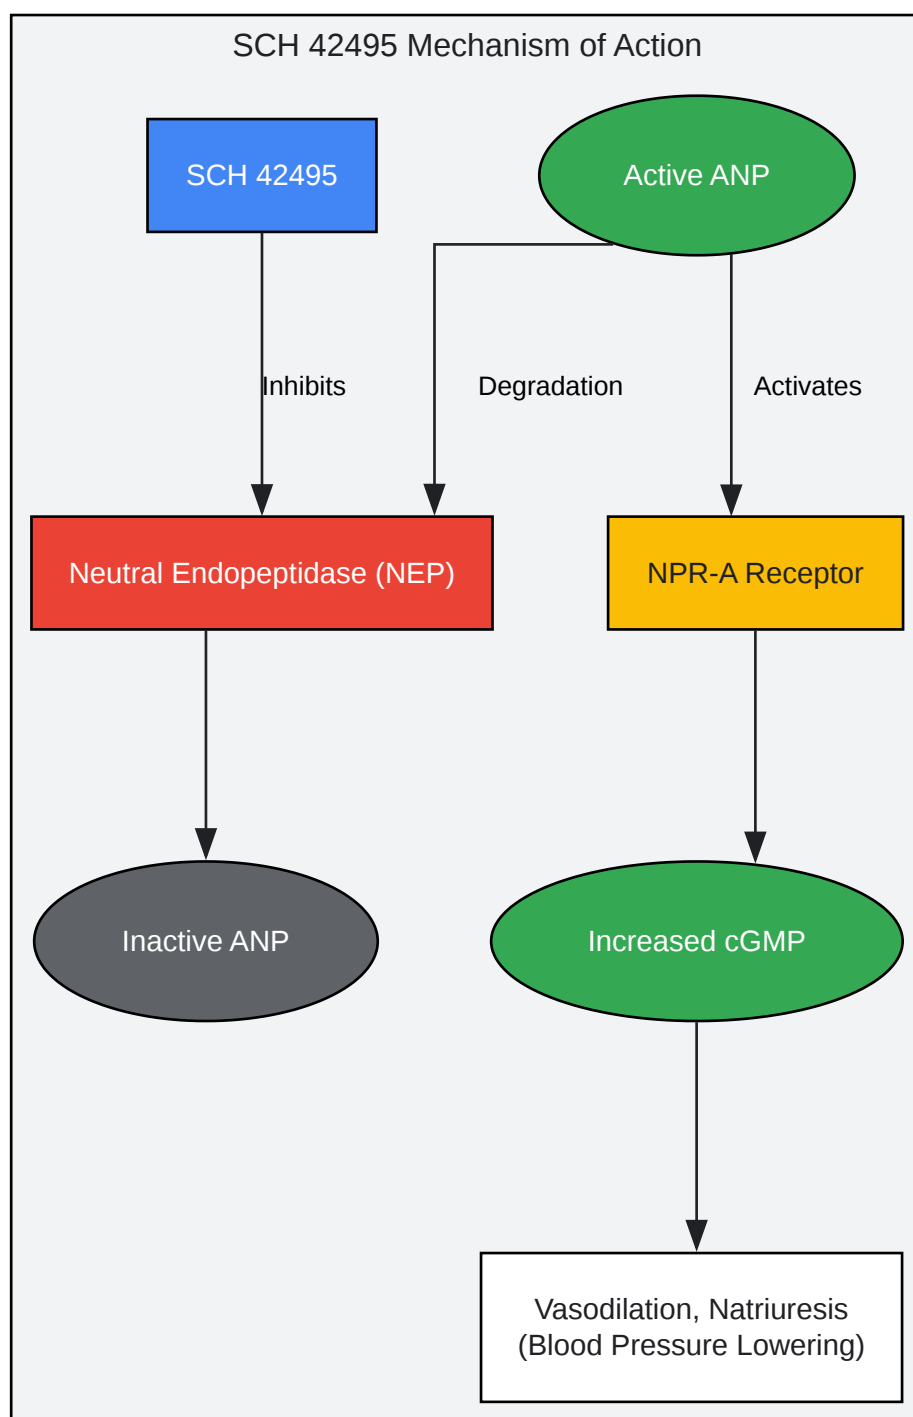 SCH 42495 Mechanism of Action
SCH 42495
Active ANP
Inhibits
Degradation
Activates
Neutral Endopeptidase (NEP)
NPR-A Receptor
Inactive ANP
Increased cGMP
Vasodilation, Natriuresis
(Blood Pressure Lowering)